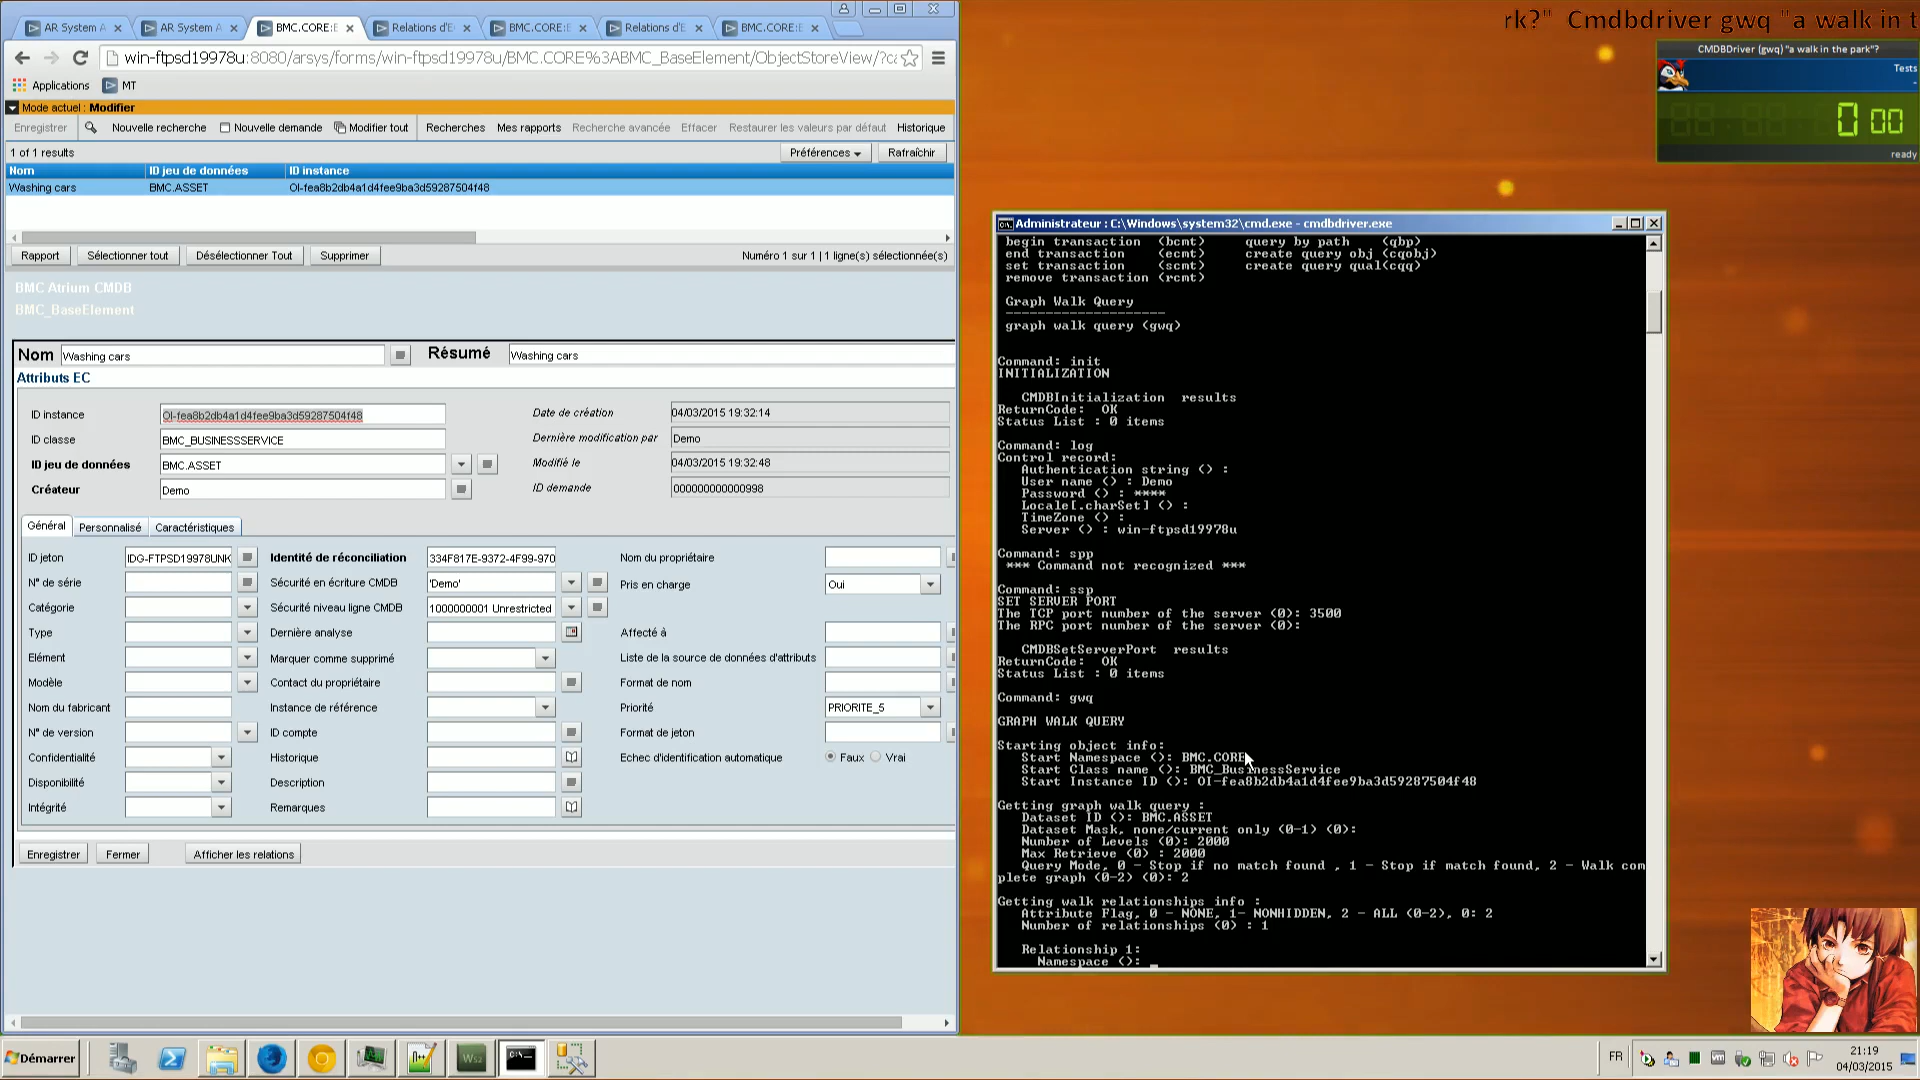 AR System A
AR System A
BMC.CORE:E
Relations d'E
BMC.CORE:E
Relations d'E
BMC.CORE:E
win-ftpsd19978u:8080/arsys/forms/win-ftpsd19978u/BMC.CORE%3ABMC_BaseElement/ObjectStoreView/?ca
Applications MT
Mode actuel : Modifier
Enregistrer Nouvelle recherche Nouvelle demande Modifier tout Recherches Mes rapports Recherche avancée Effacer Restaurer les valeurs par défaut Historique
1 of 1 results Préférences Rafraîchir
Nom ID jeu de données ID instance
Washing cars BMC.ASSET OI-fea8b2db4a1d4fee9ba3d59287504f48
Rapport Sélectionner tout Désélectionner Tout Supprimer Numéro 1 sur 1 | 1 ligne(s) sélectionnée(s)
BMC Atrium CMDB
BMC_BaseElement
Nom Washing cars Résumé Washing cars
Attributs EC
ID instance OI-fea8b2db4a1d4fee9ba3d59287504f48 Date de création 04/03/2015 19:32:14
ID classe BMC_BUSINESSSERVICE Dernière modification par Demo
ID jeu de données BMC.ASSET Modifié le 04/03/2015 19:32:48
Créateur Demo ID demande 000000000000998
Général Personnalisé Caractéristiques
ID jeton IDG-FTPSD19978UNK Identité de réconciliation 334F817E-9372-4F99-970 Nom du propriétaire
N° de série Sécurité en écriture CMDB 'Demo' Pris en charge Oui
Catégorie Sécurité niveau ligne CMDB 1000000001 Unrestricted
Type Dernière analyse Affecté à
Elément Marquer comme supprimé Liste de la source de données d'attributs
Modèle Contact du propriétaire Format de nom
Nom du fabricant Instance de référence Priorité PRIORITE_5
N° de version ID compte Format de jeton
Confidentialité Historique Echec d'identification automatique Faux Vrai
Disponibilité Description
Intégrité Remarques
Enregistrer Fermer Afficher les relations
rk?" Cmdbdriver gwq "a walk in t
CMDBDriver (gwq) "a walk in the park"?
Tests
-
0 00
ready
Administrateur : C:\Windows\system32\cmd.exe - cmdbdriver.exe
begin transaction (bcmt) query by path (qbp)
end transaction (ecmt) create query obj (cqobj)
set transaction (scmt) create query qual(cqq)
remove transaction (rcmt)
Graph Walk Query
--------------------
graph walk query (gwq)
Command: init
INITIALIZATION
CMDBInitialization results
ReturnCode: OK
Status List : 0 items
Command: log
Control record:
Authentication string () :
User name () : Demo
Password () : ****
Locale[.charSet] () :
TimeZone () :
Server () : win-ftpsd19978u
Command: spp
*** Command not recognized ***
Command: ssp
SET SERVER PORT
The TCP port number of the server (0): 3500
The RPC port number of the server (0):
CMDBSetServerPort results
ReturnCode: OK
Status List : 0 items
Command: gwq
GRAPH WALK QUERY
Starting object info:
Start Namespace (): BMC.CORE
Start Class name (): BMC_BusinessService
Start Instance ID (): OI-fea8b2db4a1d4fee9ba3d59287504f48
Getting graph walk query :
Dataset ID (): BMC.ASSET
Dataset Mask, none/current only (0-1) (0):
Number of Levels (0): 2000
Max Retrieve (0) : 2000
Query Mode, 0 - Stop if no match found , 1 - Stop if match found, 2 - Walk com
plete graph (0-2) (0): 2
Getting walk relationships info :
Attribute Flag, 0 - NONE, 1- NONHIDDEN, 2 - ALL (0-2), 0: 2
Number of relationships (0) : 1
Relationship 1:
Namespace (): _
Démarrer
FR
21:19
04/03/2015